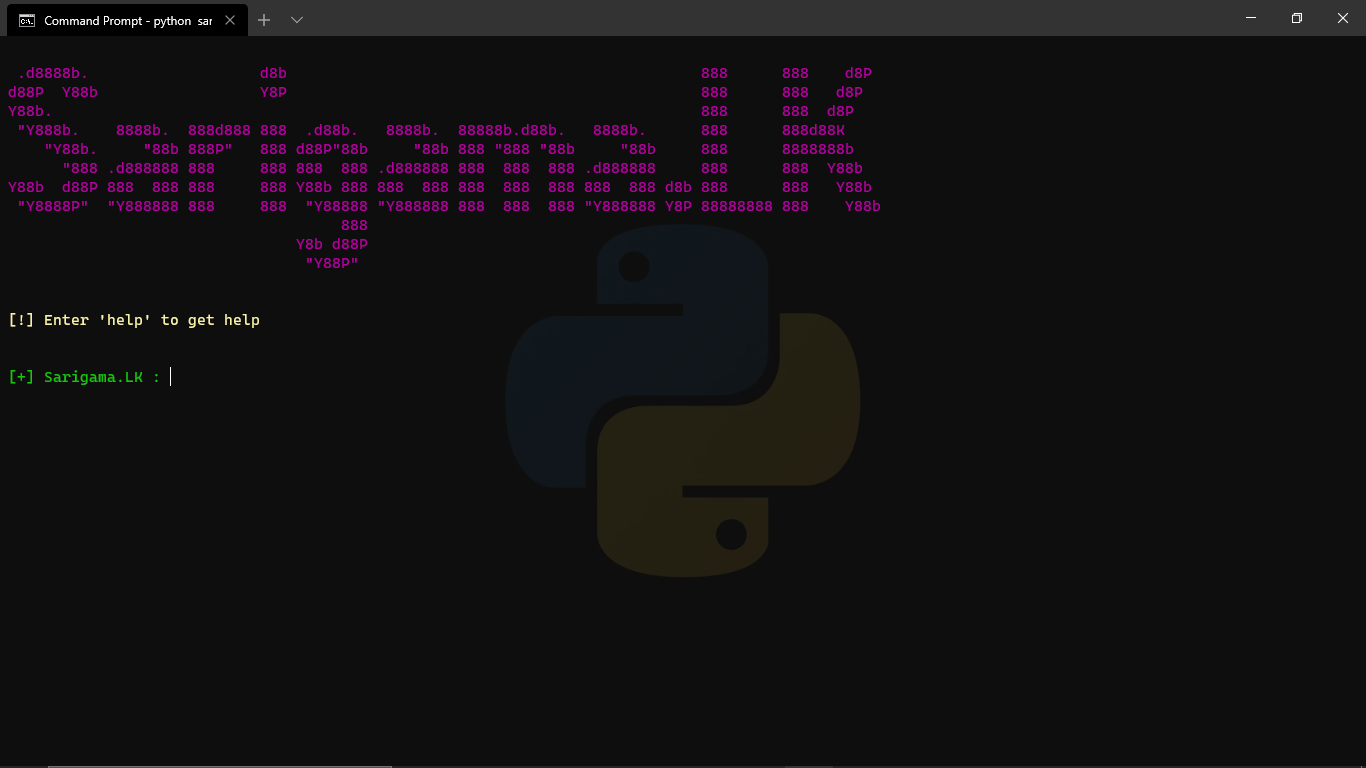 Command Prompt - python sar
 .d8888b.                   d8b                                              888      888    d8P
d88P  Y88b                  Y8P                                              888      888   d8P
Y88b.                                                                        888      888  d8P
 "Y888b.    8888b.  888d888 888  .d88b.   8888b.  88888b.d88b.   8888b.      888      888d88K
    "Y88b.     "88b 888P"   888 d88P"88b     "88b 888 "888 "88b     "88b     888      8888888b
      "888 .d888888 888     888 888  888 .d888888 888  888  888 .d888888     888      888  Y88b
Y88b  d88P 888  888 888     888 Y88b 888 888  888 888  888  888 888  888 d8b 888      888   Y88b
 "Y8888P"  "Y888888 888     888  "Y88888 "Y888888 888  888  888 "Y888888 Y8P 88888888 888    Y88b
                                     888
                                Y8b d88P
                                 "Y88P"
[!] Enter 'help' to get help
[+] Sarigama.LK :